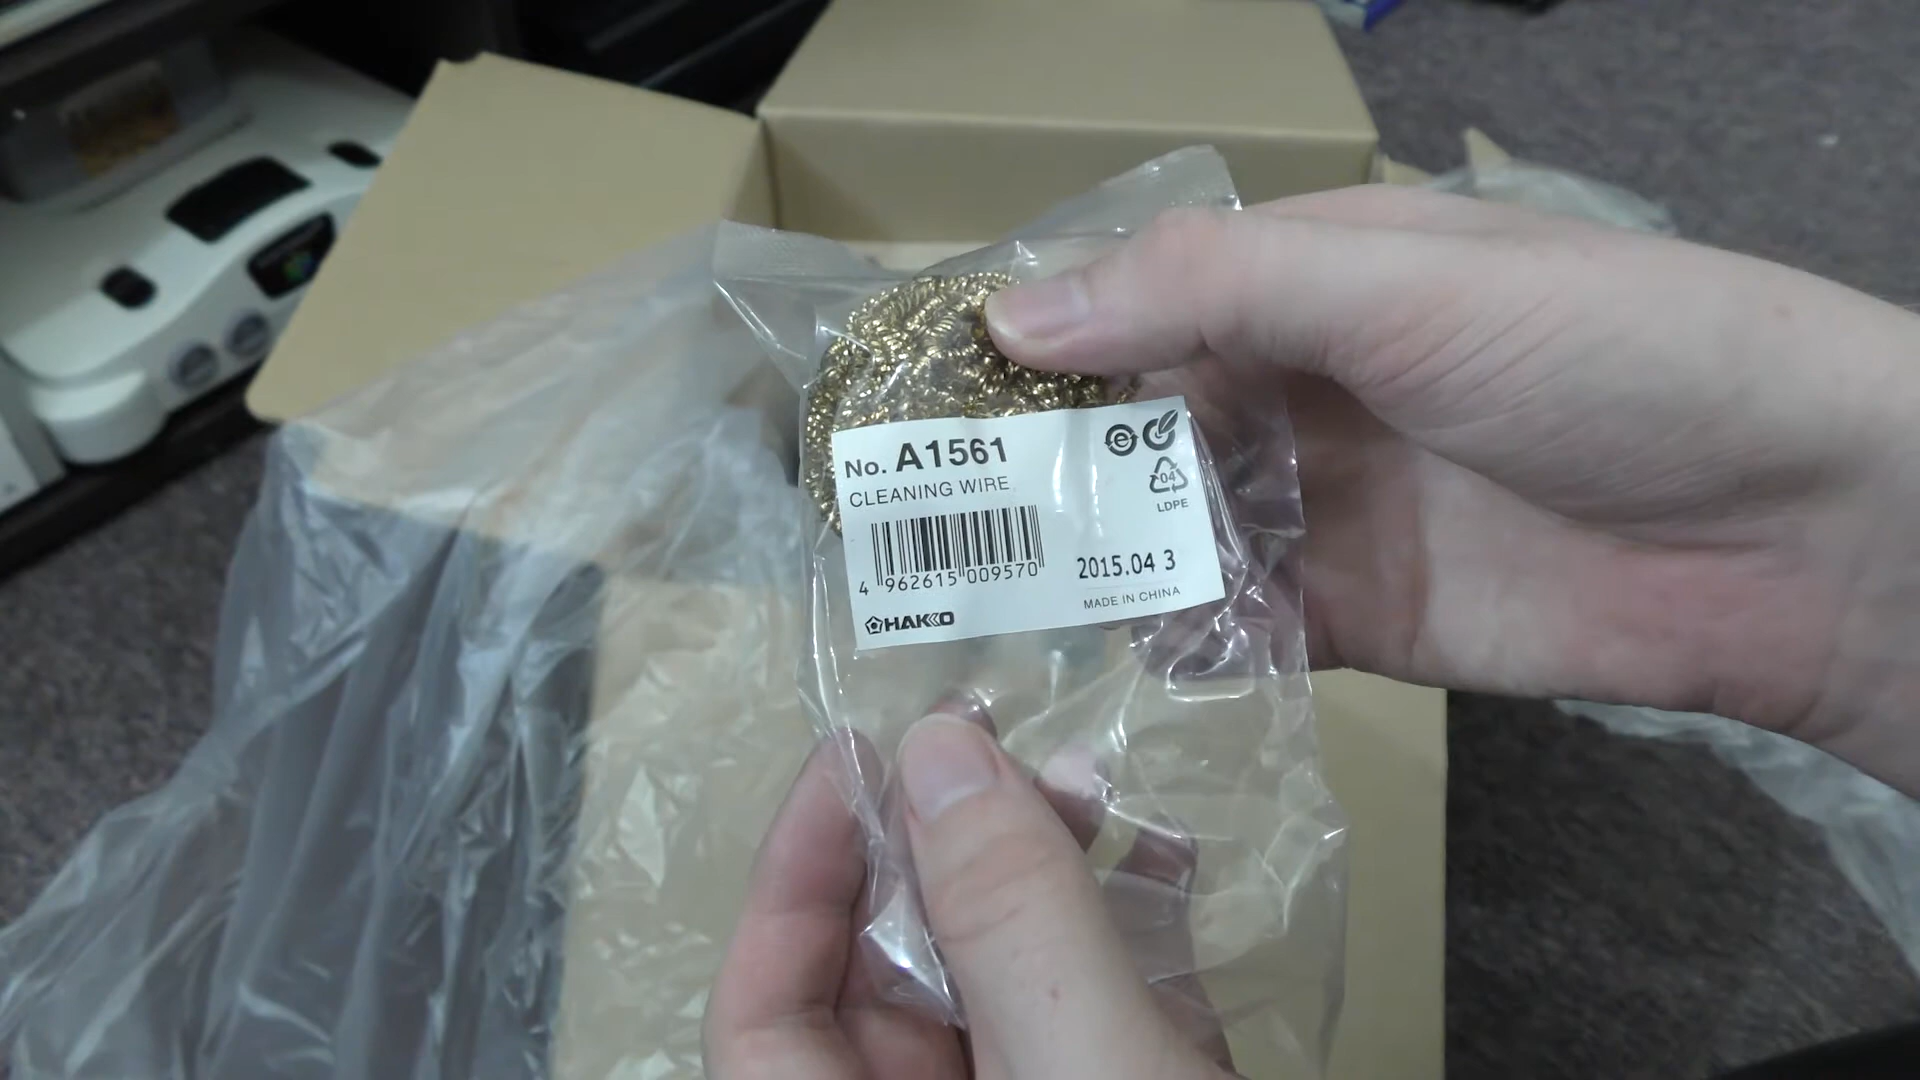 No. A1561
CLEANING WIRE
04
LDPE
4 962615 009570
2015.04 3
MADE IN CHINA
HAKKO